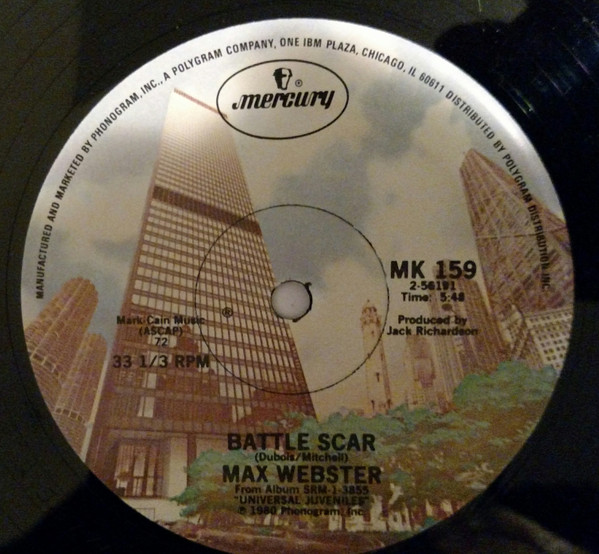 MANUFACTURED AND MARKETED BY PHONOGRAM, INC., A POLYGRAM COMPANY, ONE IBM PLAZA, CHICAGO, IL 60611 DISTRIBUTED BY POLYGRAM DISTRIBUTION, INC.
®
mercury
MK 159
2-56191
Time: 5:48
®
Mark-Cain Music
(ASCAP)
72
Produced by
Jack Richardson
33 1/3 RPM
BATTLE SCAR
(Dubois/Mitchell)
MAX WEBSTER
From Album SRM-1-3855
"UNIVERSAL JUVENILES"
℗ 1980 Phonogram, Inc.